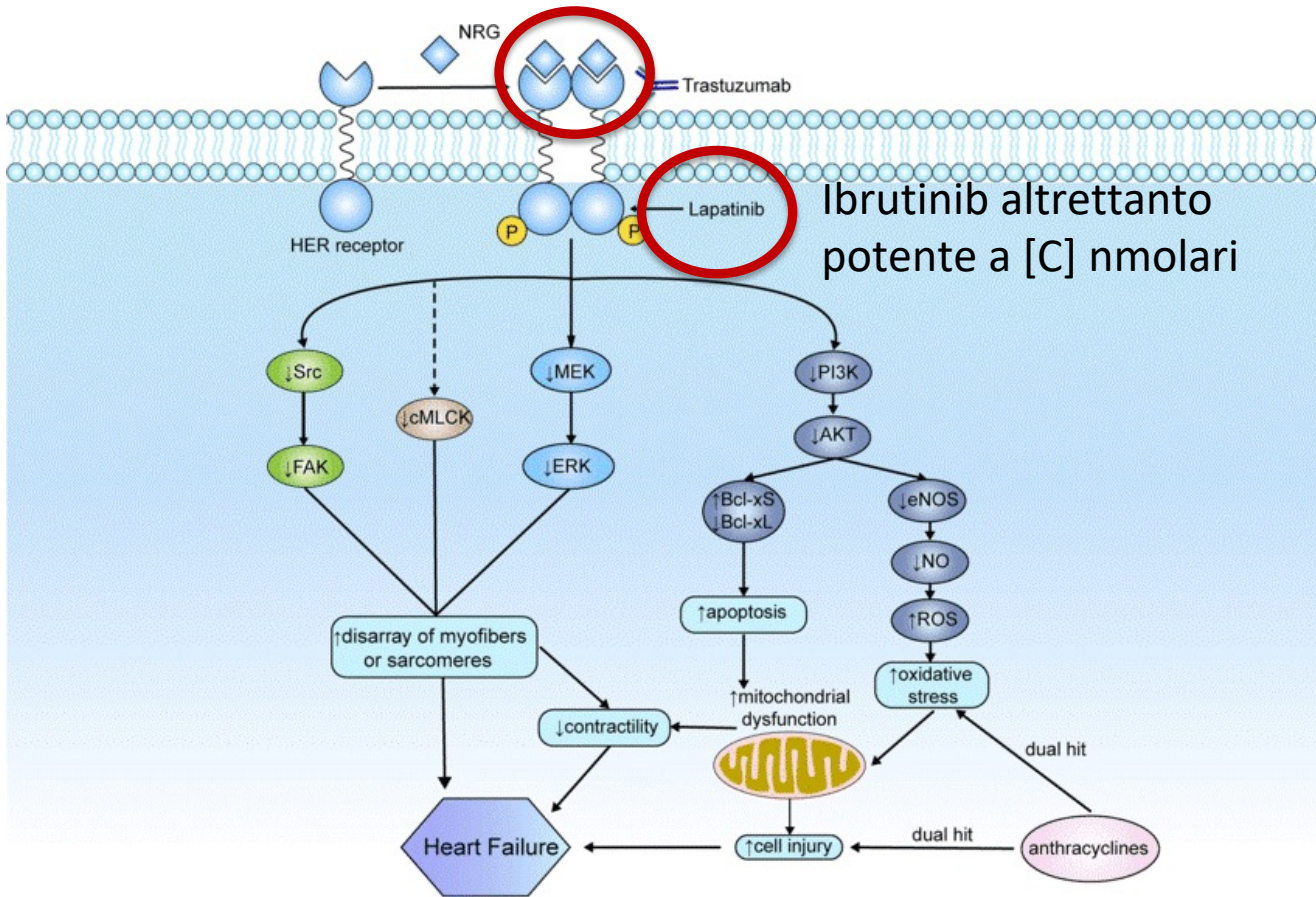 NRG
Trastuzumab
HER receptor
P
P
Lapatinib
Ibrutinib altrettanto
potente a [C] nmolari
↓Src
↓cMLCK
↓MEK
↓PI3K
↓FAK
↓ERK
↓AKT
↑Bcl-xS
↓Bcl-xL
↓eNOS
↓NO
↑apoptosis
↑ROS
↑disarray of myofibers
or sarcomeres
↑oxidative
stress
↑mitochondrial
dysfunction
↓contractility
dual hit
Heart Failure
↑cell injury
dual hit
anthracyclines